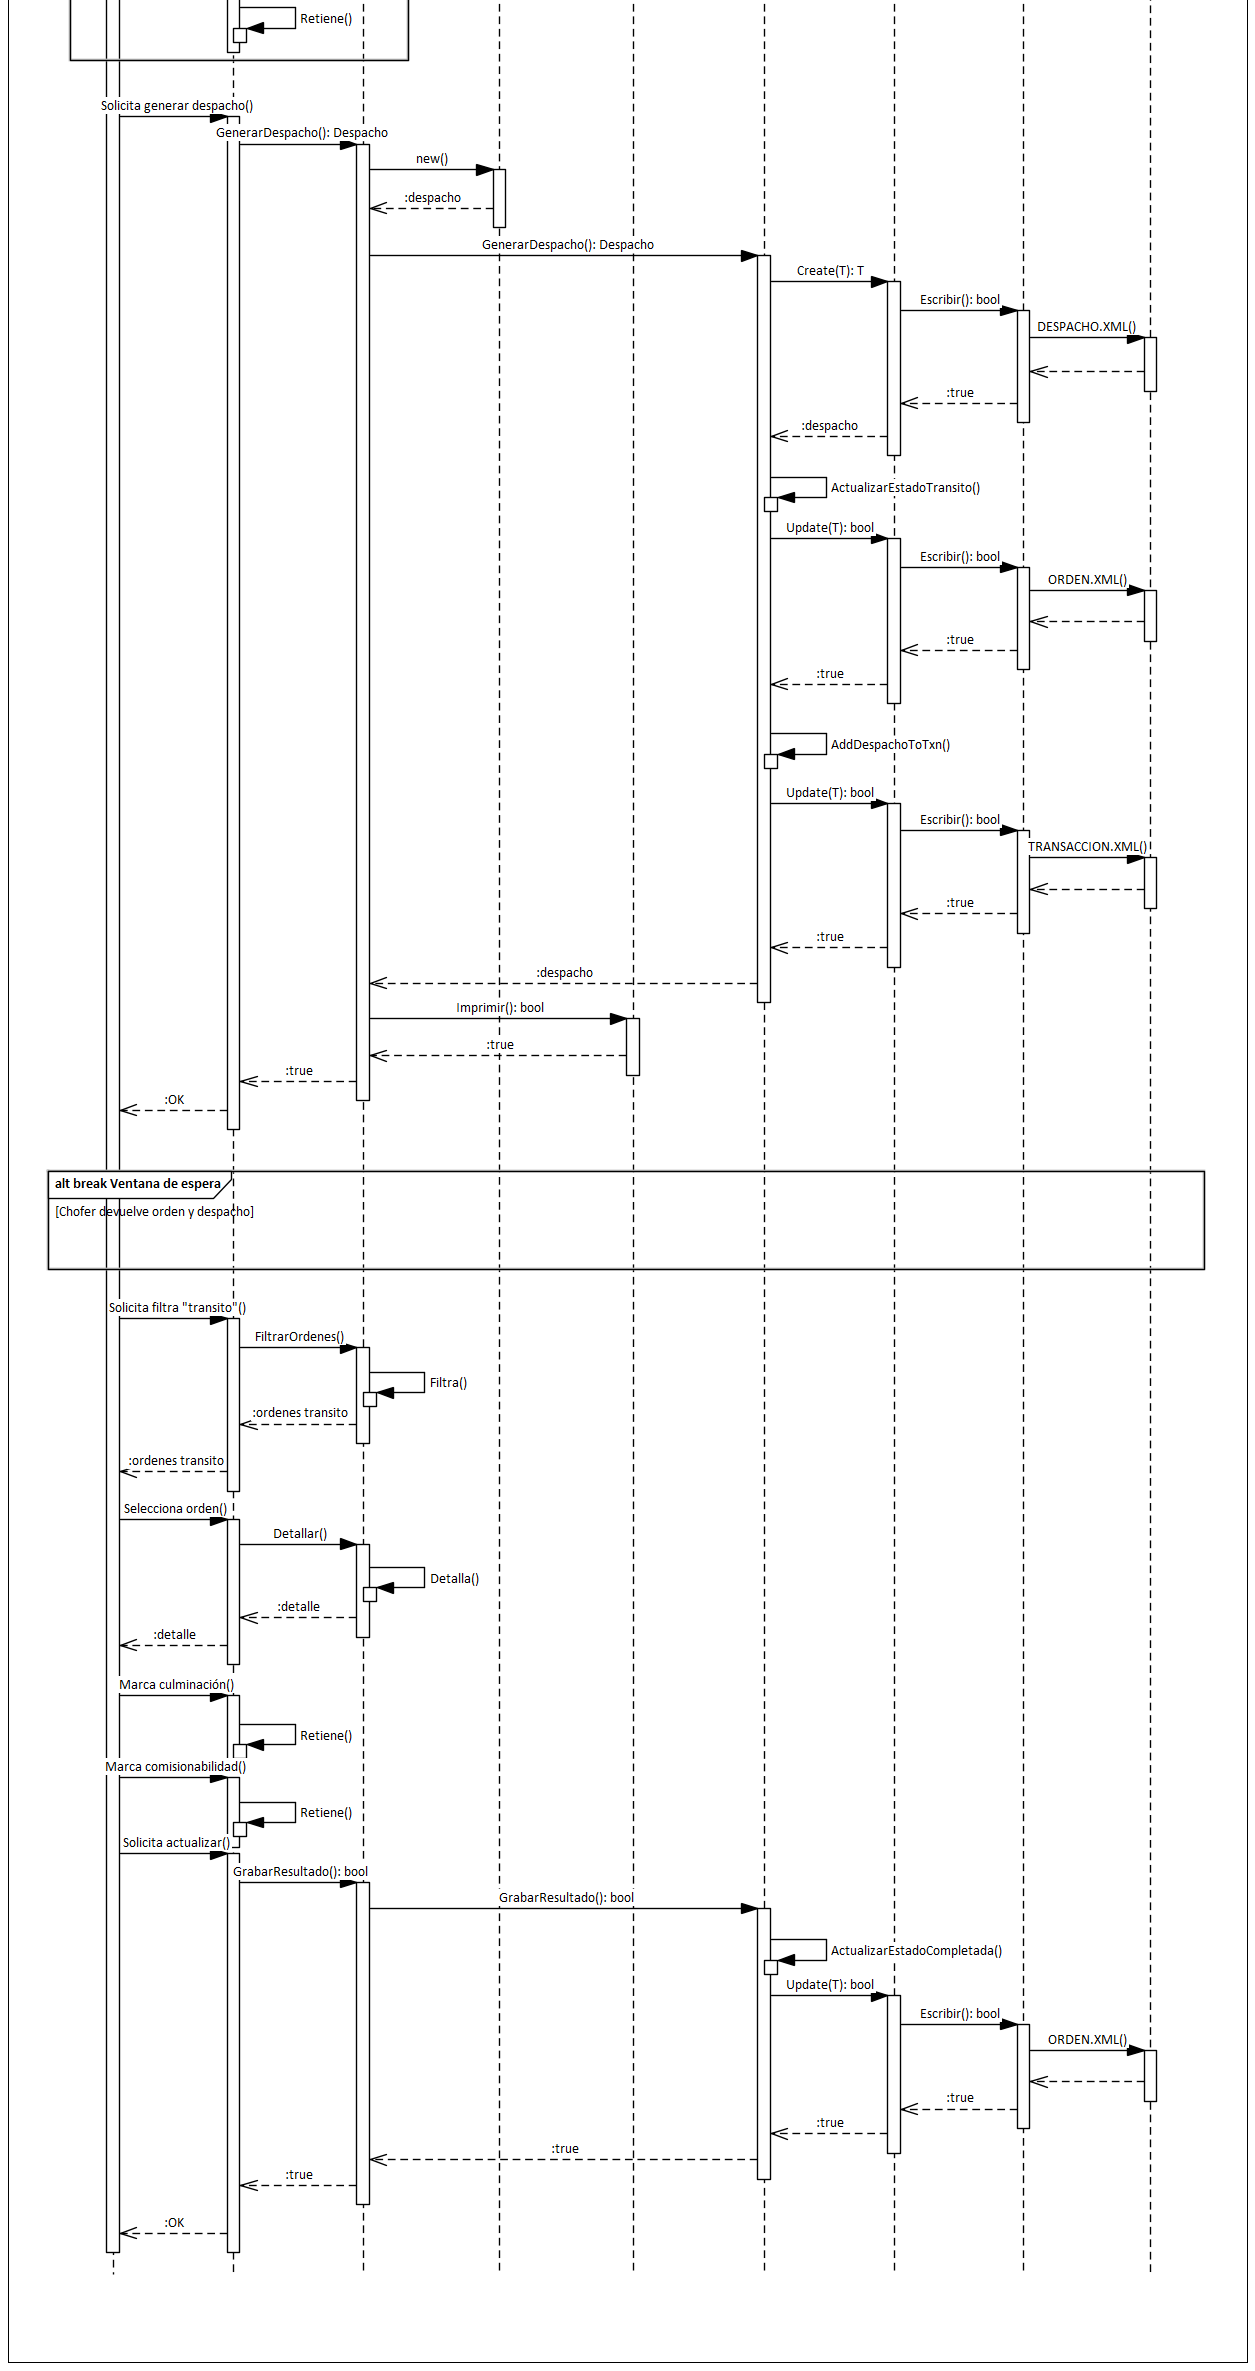 Retiene()
Solicita generar despacho()
GenerarDespacho(): Despacho
new()
:despacho
GenerarDespacho(): Despacho
Create(T): T
Escribir(): bool
DESPACHO.XML()
:true
:despacho
ActualizarEstadoTransito()
Update(T): bool
Escribir(): bool
ORDEN.XML()
:true
:true
AddDespachoToTxn()
Update(T): bool
Escribir(): bool
TRANSACCION.XML()
:true
:true
:despacho
Imprimir(): bool
:true
:true
:OK
alt break Ventana de espera
[Chofer devuelve orden y despacho]
Solicita filtra "transito"()
FiltrarOrdenes()
Filtra()
:ordenes transito
:ordenes transito
Selecciona orden()
Detallar()
Detalla()
:detalle
:detalle
Marca culminación()
Retiene()
Marca comisionabilidad()
Retiene()
Solicita actualizar()
GrabarResultado(): bool
GrabarResultado(): bool
ActualizarEstadoCompletada()
Update(T): bool
Escribir(): bool
ORDEN.XML()
:true
:true
:true
:true
:OK